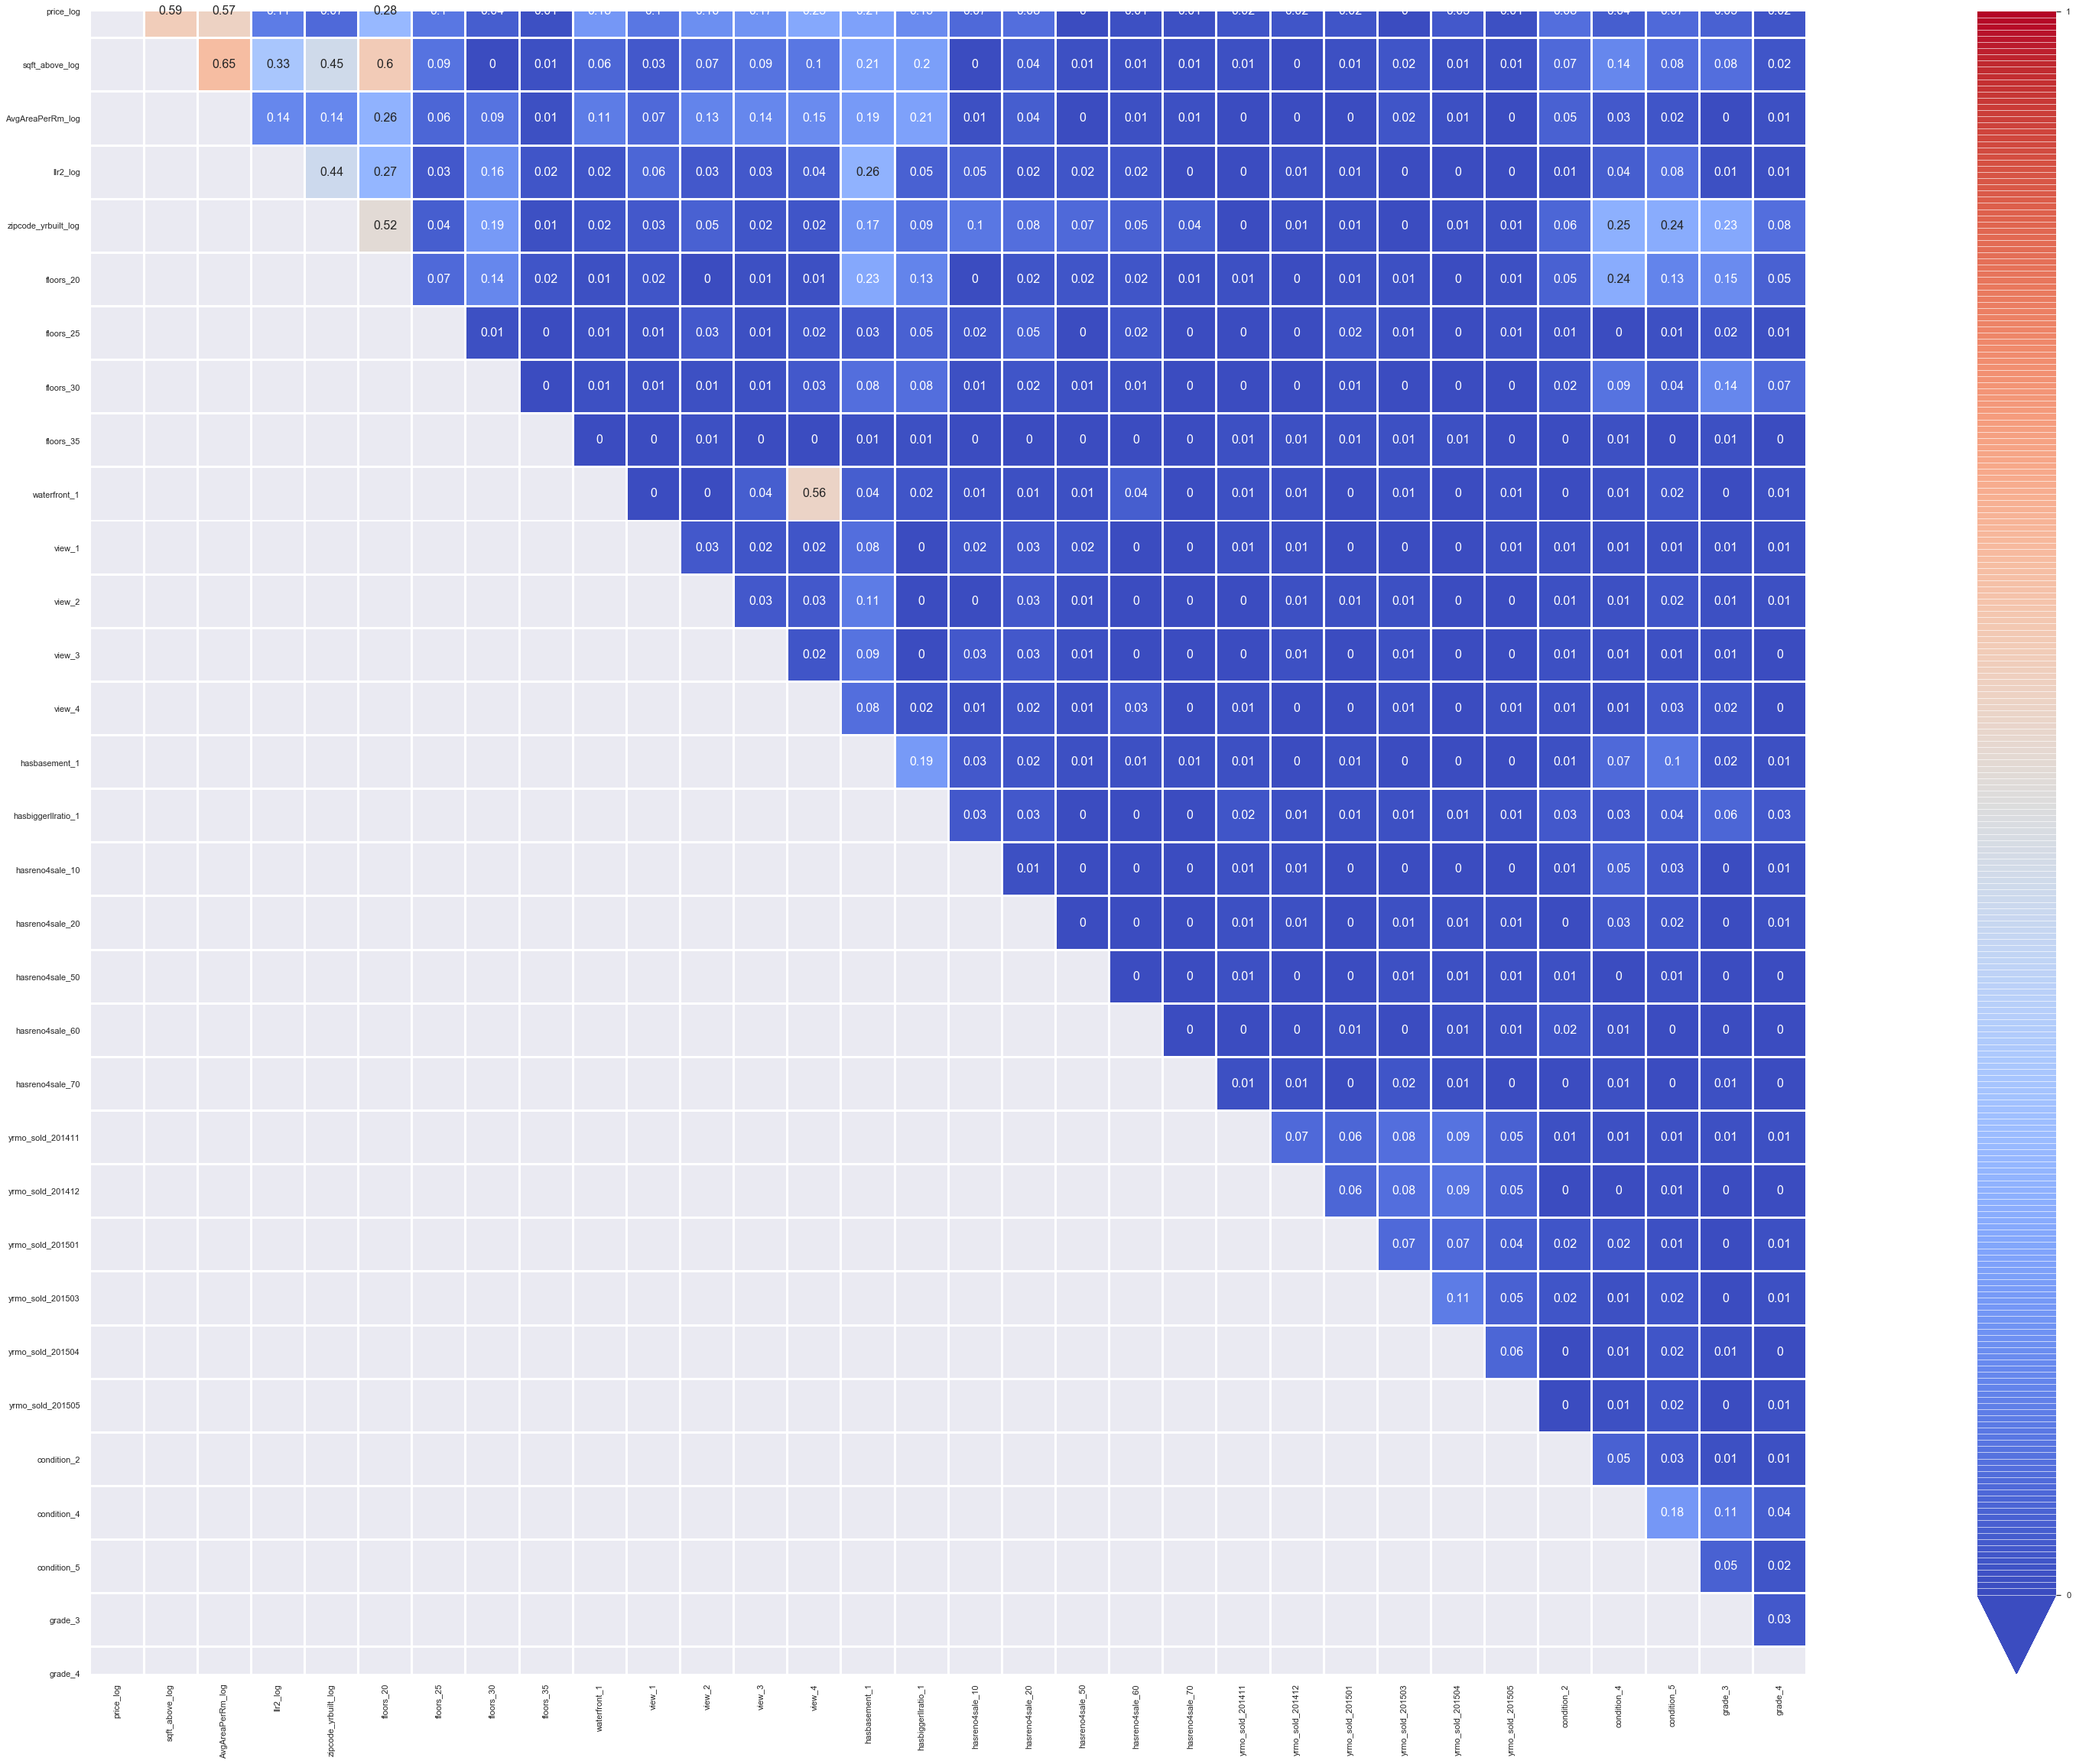 price_log 0.59 0.57 0.28
sqft_above_log 0.65 0.33 0.45 0.6 0.09 0 0.01 0.06 0.03 0.07 0.09 0.1 0.21 0.2 0 0.04 0.01 0.01 0.01 0.01 0 0.01 0.02 0.01 0.01 0.07 0.14 0.08 0.08 0.02
AvgAreaPerRm_log 0.14 0.14 0.26 0.06 0.09 0.01 0.11 0.07 0.13 0.14 0.15 0.19 0.21 0.01 0.04 0 0.01 0.01 0 0 0 0.02 0.01 0 0.05 0.03 0.02 0 0.01
llr2_log 0.44 0.27 0.03 0.16 0.02 0.02 0.06 0.03 0.03 0.04 0.26 0.05 0.05 0.02 0.02 0.02 0 0 0.01 0.01 0 0 0 0.01 0.04 0.08 0.01 0.01
zipcode_yrbuilt_log 0.52 0.04 0.19 0.01 0.02 0.03 0.05 0.02 0.02 0.17 0.09 0.1 0.08 0.07 0.05 0.04 0 0.01 0.01 0 0.01 0.01 0.06 0.25 0.24 0.23 0.08
floors_20 0.07 0.14 0.02 0.01 0.02 0 0.01 0.01 0.23 0.13 0 0.02 0.02 0.02 0.01 0.01 0 0.01 0.01 0 0.01 0.05 0.24 0.13 0.15 0.05
floors_25 0.01 0 0.01 0.01 0.03 0.01 0.02 0.03 0.05 0.02 0.05 0 0.02 0 0 0 0.02 0.01 0 0.01 0.01 0 0.01 0.02 0.01
floors_30 0 0.01 0.01 0.01 0.01 0.03 0.08 0.08 0.01 0.02 0.01 0.01 0 0 0 0.01 0 0 0 0.02 0.09 0.04 0.14 0.07
floors_35 0 0 0.01 0 0 0.01 0.01 0 0 0 0 0 0.01 0.01 0.01 0.01 0.01 0 0 0.01 0 0.01 0
waterfront_1 0 0 0.04 0.56 0.04 0.02 0.01 0.01 0.01 0.04 0 0.01 0.01 0 0.01 0 0.01 0 0.01 0.02 0 0.01
view_1 0.03 0.02 0.02 0.08 0 0.02 0.03 0.02 0 0 0.01 0.01 0 0 0 0.01 0.01 0.01 0.01 0.01 0.01
view_2 0.03 0.03 0.11 0 0 0.03 0.01 0 0 0 0.01 0.01 0.01 0 0 0.01 0.01 0.02 0.01 0.01
view_3 0.02 0.09 0 0.03 0.03 0.01 0 0 0 0.01 0 0.01 0 0 0.01 0.01 0.01 0.01 0
view_4 0.08 0.02 0.01 0.02 0.01 0.03 0 0.01 0 0 0.01 0 0.01 0.01 0.01 0.03 0.02 0
hasbasement_1 0.19 0.03 0.02 0.01 0.01 0.01 0.01 0 0.01 0 0 0 0.01 0.07 0.1 0.02 0.01
hasbiggerllratio_1 0.03 0.03 0 0 0 0.02 0.01 0.01 0.01 0.01 0.01 0.03 0.03 0.04 0.06 0.03
hasreno4sale_10 0.01 0 0 0 0.01 0.01 0 0 0 0 0.01 0.05 0.03 0 0.01
hasreno4sale_20 0 0 0 0.01 0.01 0 0.01 0.01 0.01 0 0.03 0.02 0 0.01
hasreno4sale_50 0 0 0.01 0 0 0.01 0.01 0.01 0.01 0 0.01 0 0
hasreno4sale_60 0 0 0 0.01 0 0.01 0.01 0.02 0.01 0 0 0
hasreno4sale_70 0.01 0.01 0 0.02 0.01 0 0 0.01 0 0.01 0
yrmo_sold_201411 0.07 0.06 0.08 0.09 0.05 0.01 0.01 0.01 0.01 0.01
yrmo_sold_201412 0.06 0.08 0.09 0.05 0 0 0.01 0 0
yrmo_sold_201501 0.07 0.07 0.04 0.02 0.02 0.01 0 0.01
yrmo_sold_201503 0.11 0.05 0.02 0.01 0.02 0 0.01
yrmo_sold_201504 0.06 0 0.01 0.02 0.01 0
yrmo_sold_201505 0 0.01 0.02 0 0.01
condition_2 0.05 0.03 0.01 0.01
condition_4 0.18 0.11 0.04
condition_5 0.05 0.02
grade_3 0.03
grade_4
price_log sqft_above_log AvgAreaPerRm_log llr2_log zipcode_yrbuilt_log floors_20 floors_25 floors_30 floors_35 waterfront_1 view_1 view_2 view_3 view_4 hasbasement_1 hasbiggerllratio_1 hasreno4sale_10 hasreno4sale_20 hasreno4sale_50 hasreno4sale_60 hasreno4sale_70 yrmo_sold_201411 yrmo_sold_201412 yrmo_sold_201501 yrmo_sold_201503 yrmo_sold_201504 yrmo_sold_201505 condition_2 condition_4 condition_5 grade_3 grade_4
1
0